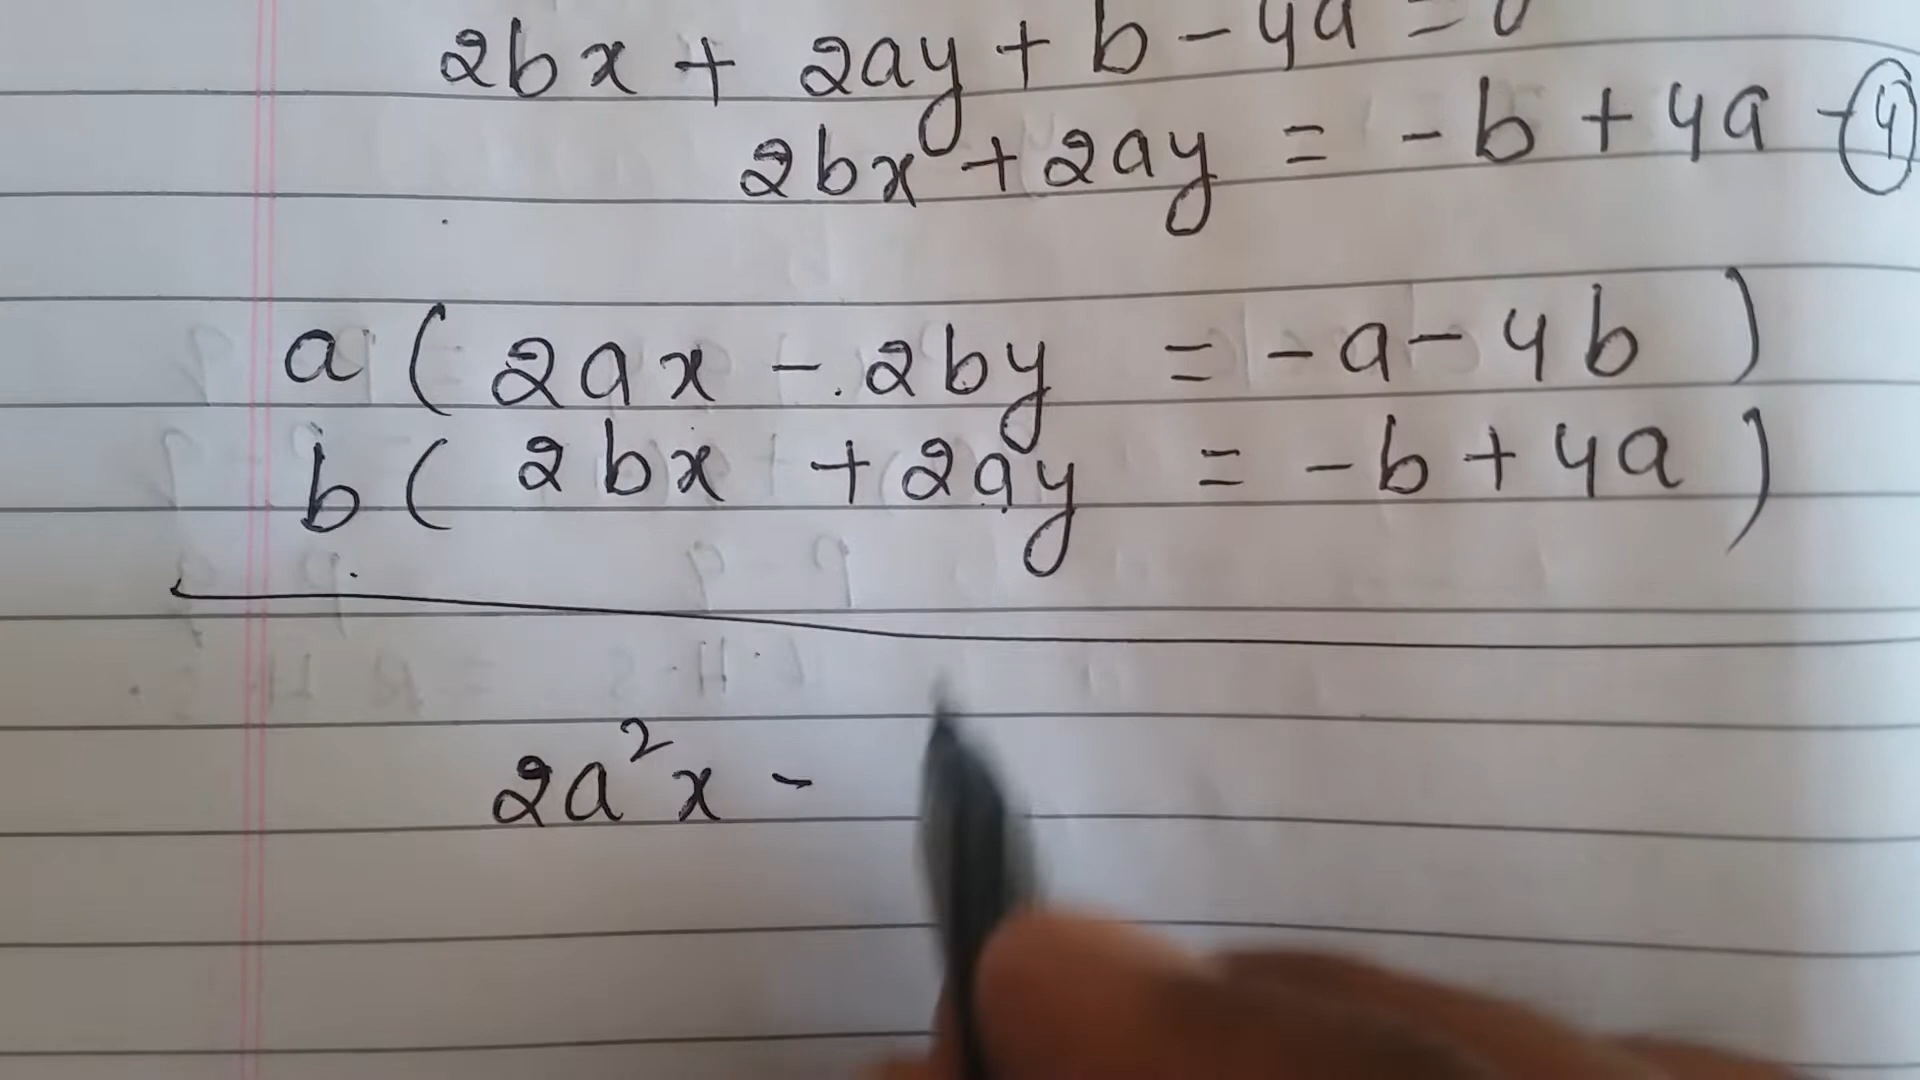 2bx + 2ay + b - 4a = 0
2bx + 2ay = - b + 4a - 4
a ( 2ax - 2by = - a - 4b )
b ( 2bx + 2ay = - b + 4a )
2a²x -